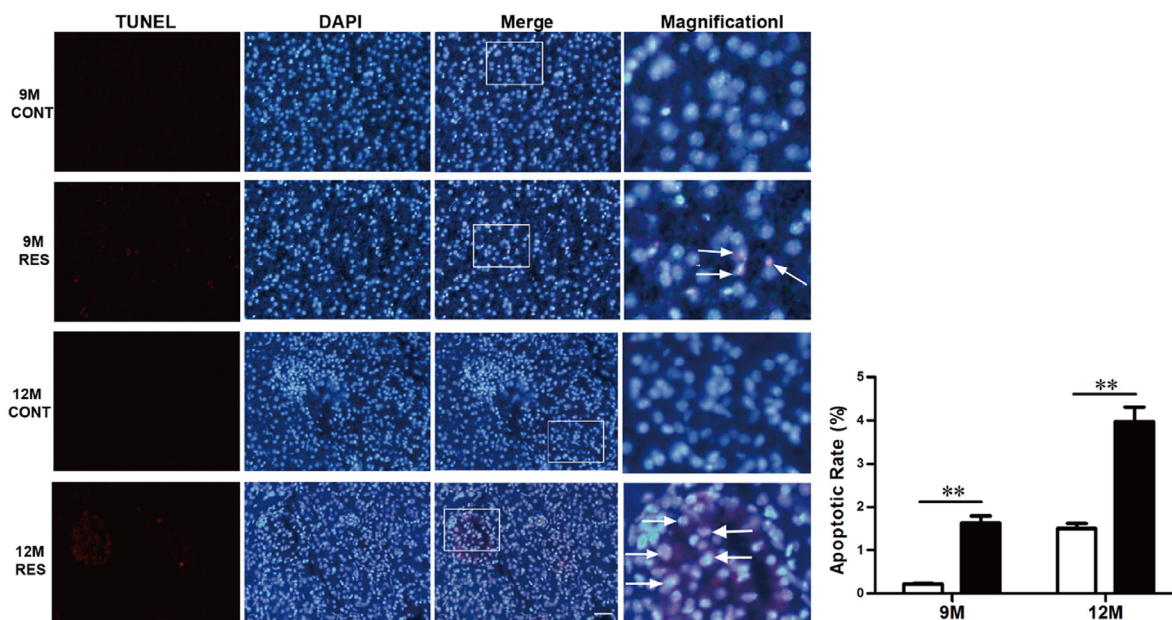 TUNEL DAPI Merge Magnificationl
9M
CONT
9M
RES
12M
CONT
12M
RES
Apoptotic Rate (%)
5
4
3
2
1
0
**
**
9M 12M